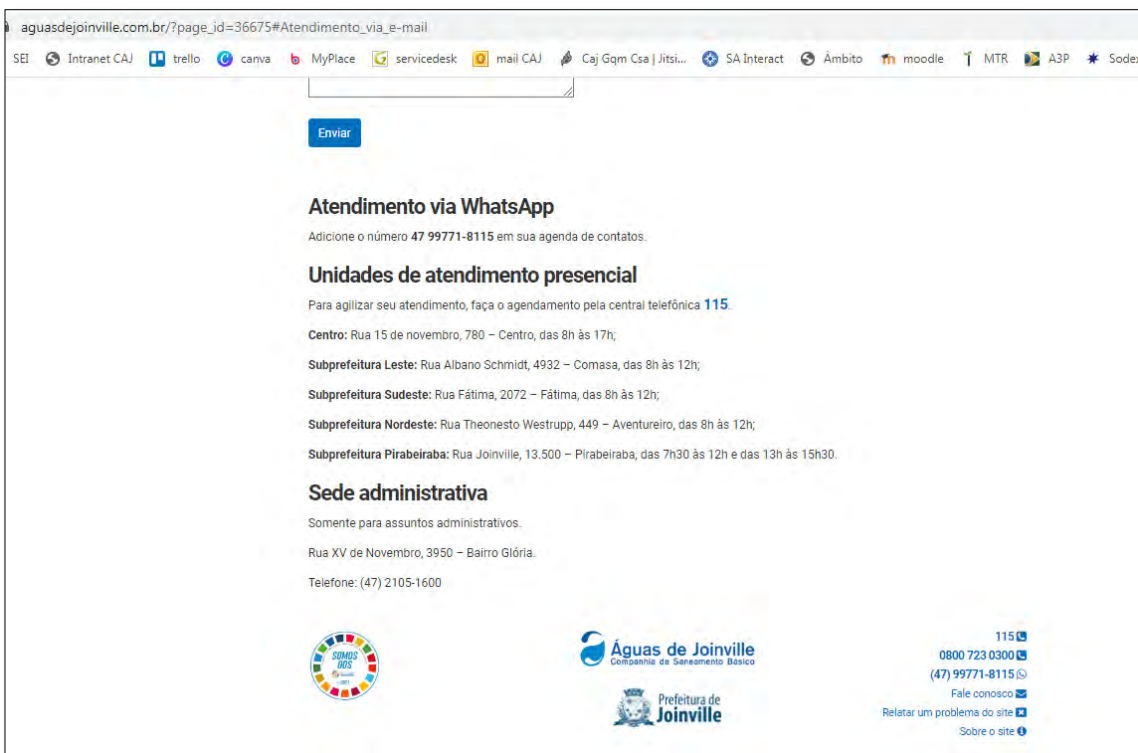 aguasdejoinville.com.br/?page_id=36675#Atendimento_via_e-mail
SEI Intranet CAJ trello canva MyPlace servicedesk mail CAJ Caj Gqm Csa | Jitsi... SA Interact Âmbito moodle MTR A3P Sodex
Enviar
Atendimento via WhatsApp
Adicione o número 47 99771-8115 em sua agenda de contatos.
Unidades de atendimento presencial
Para agilizar seu atendimento, faça o agendamento pela central telefônica 115.
Centro: Rua 15 de novembro, 780 – Centro, das 8h às 17h;
Subprefeitura Leste: Rua Albano Schmidt, 4932 – Comasa, das 8h às 12h;
Subprefeitura Sudeste: Rua Fátima, 2072 – Fátima, das 8h às 12h;
Subprefeitura Nordeste: Rua Theonesto Westrupp, 449 – Aventureiro, das 8h às 12h;
Subprefeitura Pirabeiraba: Rua Joinville, 13.500 – Pirabeiraba, das 7h30 às 12h e das 13h às 15h30.
Sede administrativa
Somente para assuntos administrativos.
Rua XV de Novembro, 3950 – Bairro Glória.
Telefone: (47) 2105-1600
SOMOS
ODS
Águas de Joinville
Companhia de Saneamento Básico
Prefeitura de
Joinville
115
0800 723 0300
(47) 99771-8115
Fale conosco
Relatar um problema do site
Sobre o site